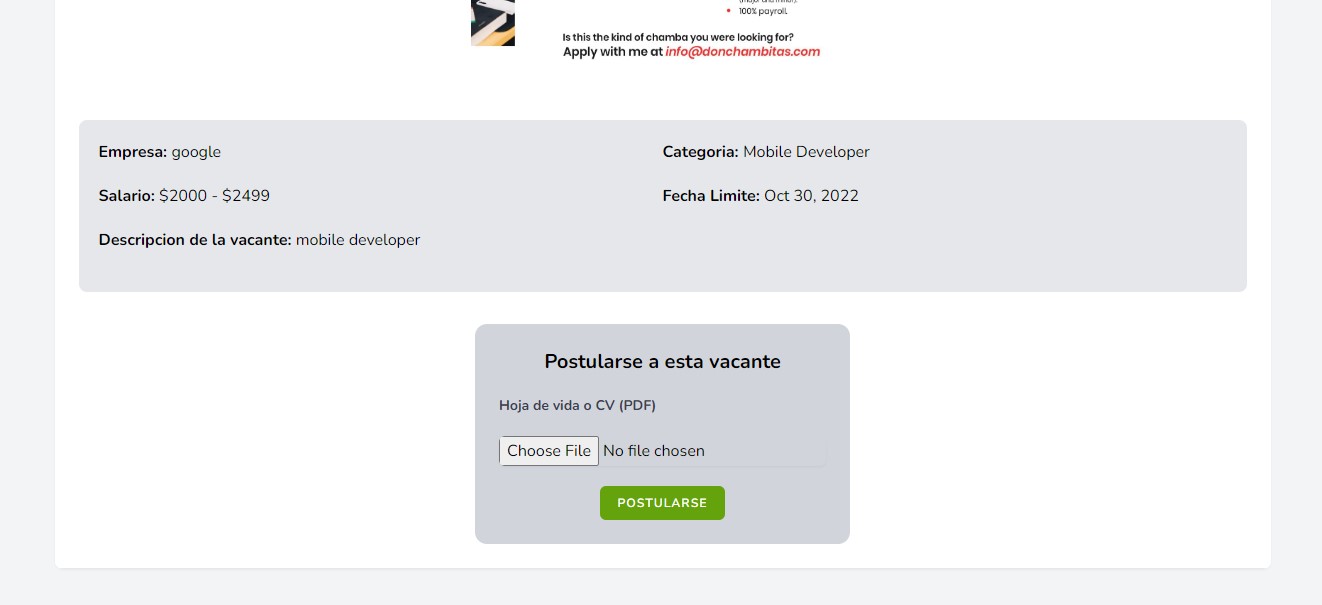 100% payroll.
Is this the kind of chamba you were looking for?
Apply with me at info@donchambitas.com
Empresa: google
Categoria: Mobile Developer
Salario: $2000 - $2499
Fecha Limite: Oct 30, 2022
Descripcion de la vacante: mobile developer
Postularse a esta vacante
Hoja de vida o CV (PDF)
Choose File No file chosen
POSTULARSE